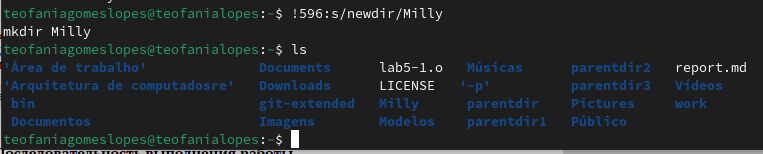 teofaniagomeslopes@teofanialopes:~$ !596:s/newdir/Milly
mkdir Milly
teofaniagomeslopes@teofanialopes:~$ ls
'Área de trabalho' Documents lab5-1.o Músicas parentdir2 report.md
'Arquitetura de computadosre' Downloads LICENSE '-p' parentdir3 Vídeos
bin git-extended Milly parentdir Pictures work
Documentos Imagens Modelos parentdir1 Público
teofaniagomeslopes@teofanialopes:~$